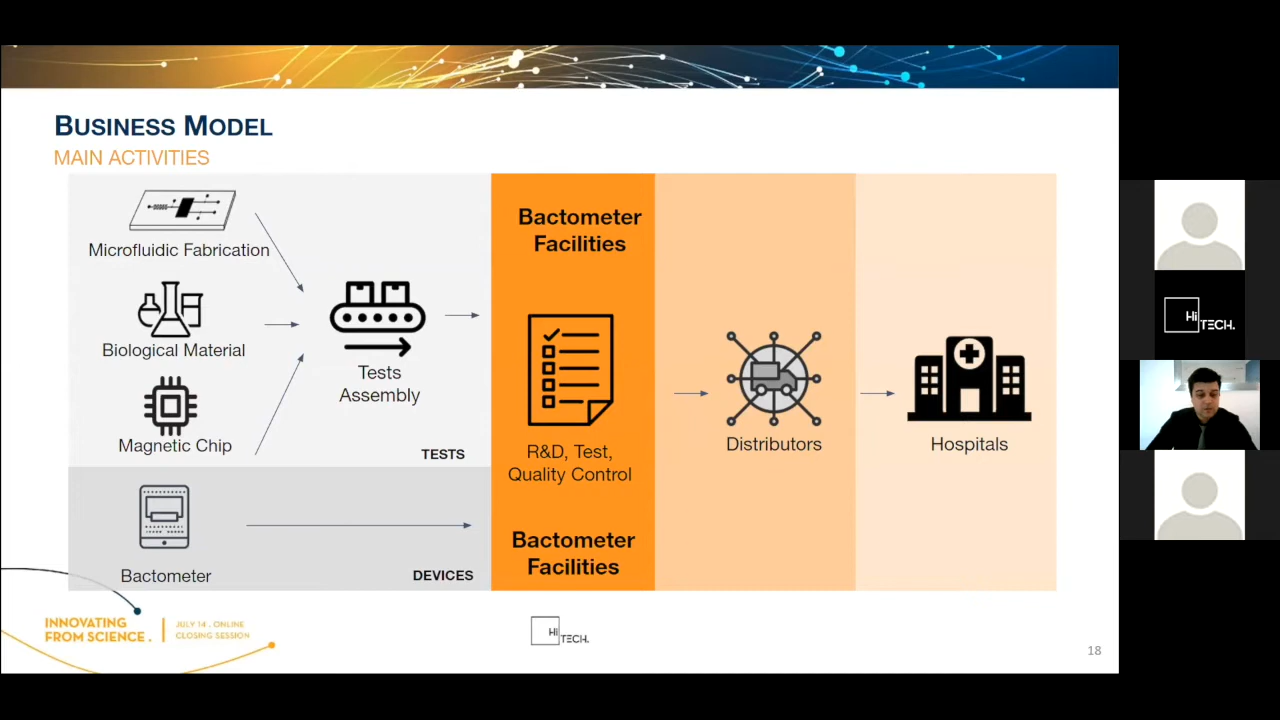 BUSINESS MODEL
MAIN ACTIVITIES
Microfluidic Fabrication
Biological Material
Magnetic Chip
Tests
Assembly
TESTS
Bactometer
DEVICES
Bactometer
Facilities
R&D, Test,
Quality Control
Bactometer
Facilities
Distributors
Hospitals
INNOVATING
FROM SCIENCE.
JULY 14 . ONLINE
CLOSING SESSION
Hi
TECH.
18
Hi
TECH.